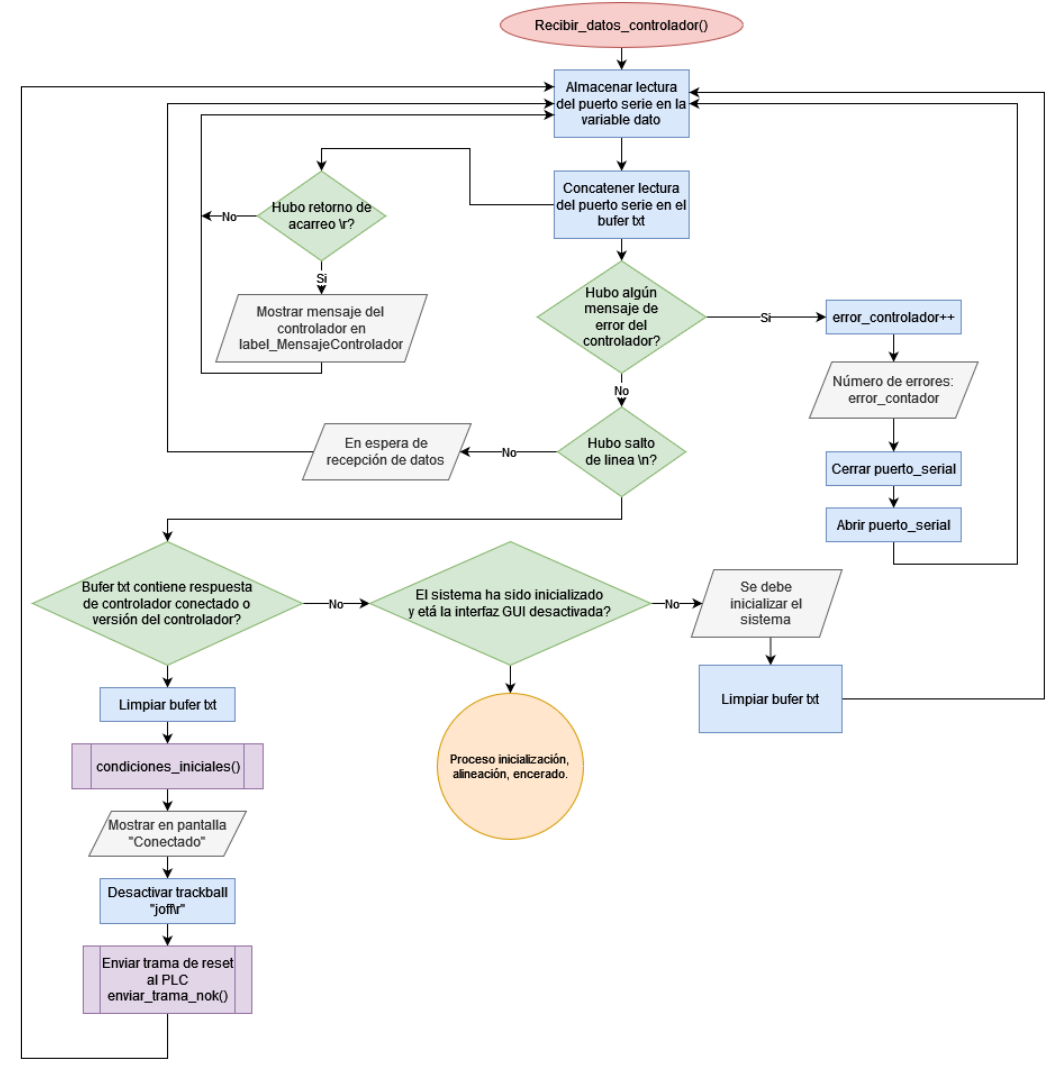 Recibir_datos_controlador()
Almacenar lectura
del puerto serie en la
variable dato
Concatener lectura
del puerto serie en el
bufer txt
Hubo retorno de
acarreo \r?
No
Si
Mostrar mensaje del
controlador en
label_MensajeControlador
Hubo algún
mensaje de
error del
controlador?
Si
error_controlador++
Número de errores:
error_contador
Cerrar puerto_serial
Abrir puerto_serial
No
Hubo salto
de linea \n?
No
En espera de
recepción de datos
Bufer txt contiene respuesta
de controlador conectado o
versión del controlador?
No
El sistema ha sido inicializado
y etá la interfaz GUI desactivada?
No
Se debe
inicializar el
sistema
Limpiar bufer txt
Limpiar bufer txt
condiciones_iniciales()
Mostrar en pantalla
"Conectado"
Desactivar trackball
"joff\r"
Enviar trama de reset
al PLC
enviar_trama_nok()
Proceso inicialización,
alineación, encerado.